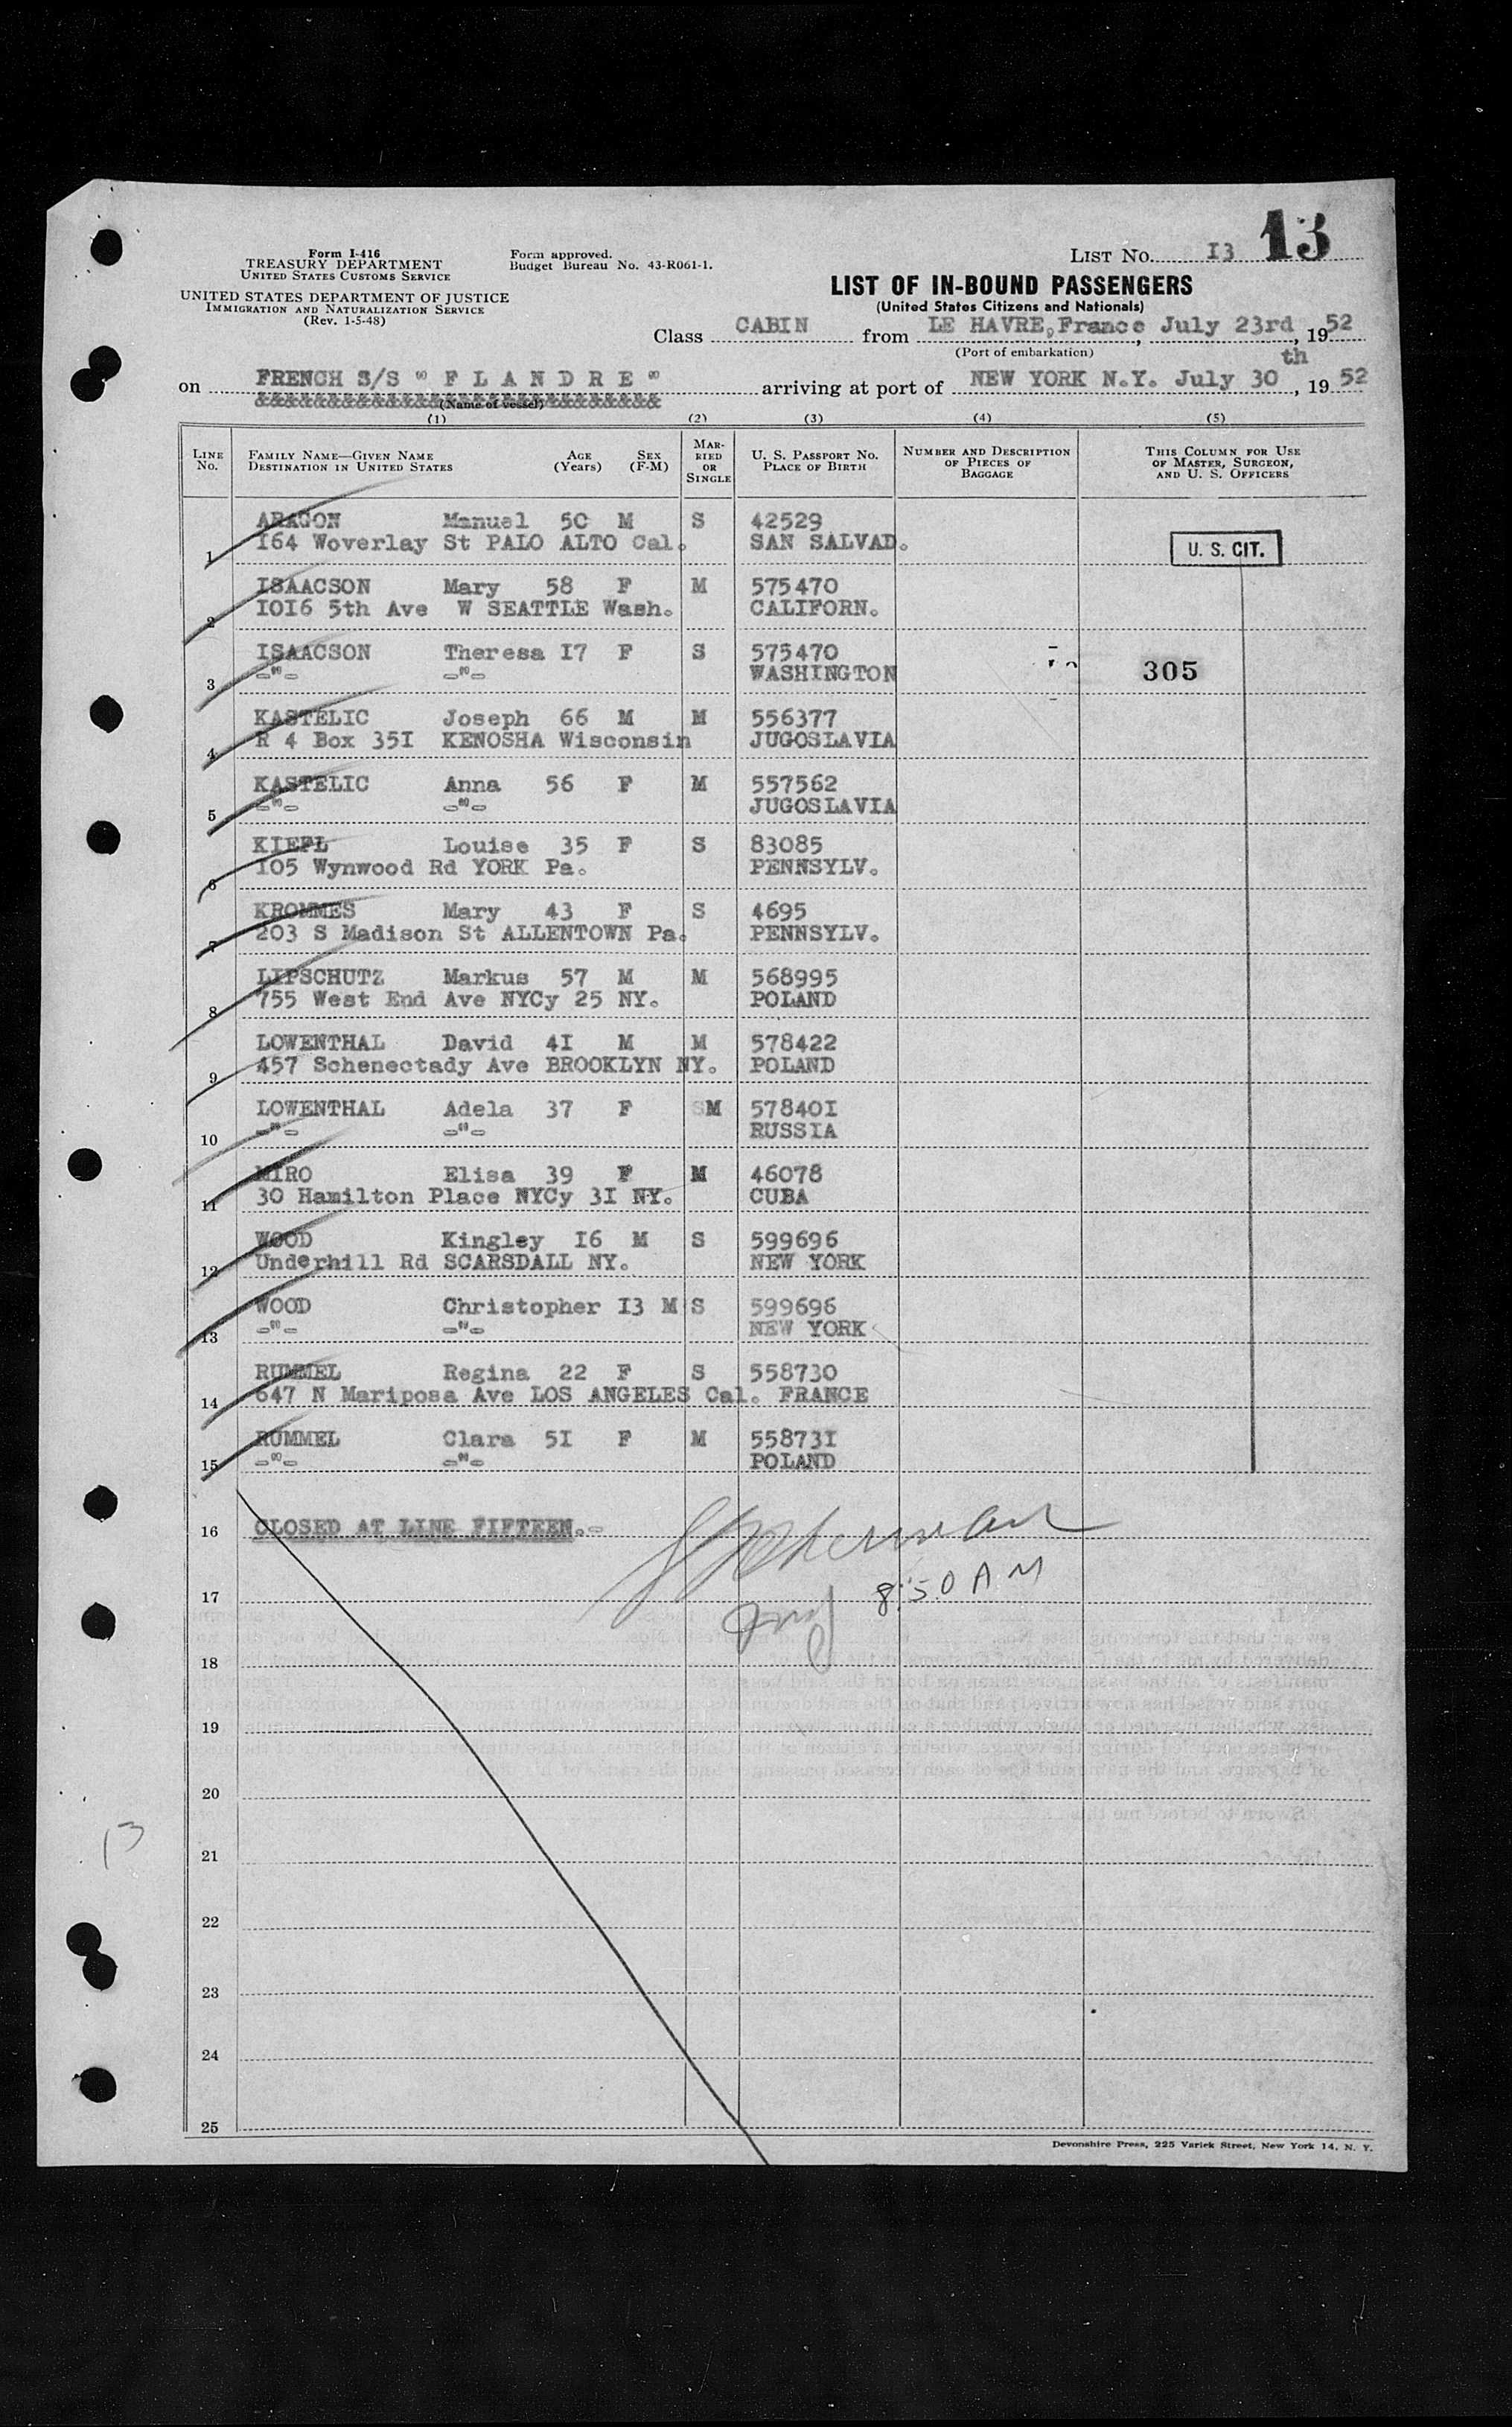 Form I-416
TREASURY DEPARTMENT
UNITED STATES CUSTOMS SERVICE
UNITED STATES DEPARTMENT OF JUSTICE
IMMIGRATION AND NATURALIZATION SERVICE
(Rev. 1-5-48)
Form approved.
Budget Bureau No. 43-R061-1.
LIST NO. I3 13
LIST OF IN-BOUND PASSENGERS
(United States Citizens and Nationals)
Class CABIN from LE HAVRE,France July 23rd, 1952
(Port of embarkation)
on FRENCH S/S " F L A N D R E " arriving at port of NEW YORK N.Y. July 30th, 1952
(Name of vessel)
(1) (2) (3) (4) (5)
LINE No. FAMILY NAME—GIVEN NAME DESTINATION IN UNITED STATES AGE (Years) SEX (F-M) MARRIED OR SINGLE U. S. PASSPORT NO. PLACE OF BIRTH NUMBER AND DESCRIPTION OF PIECES OF BAGGAGE THIS COLUMN FOR USE OF MASTER, SURGEON, AND U. S. OFFICERS
ARAGON Manuel 50 M S 42529
1 I64 Woverlay St PALO ALTO Cal. SAN SALVAD. U. S. CIT.
ISAACSON Mary 58 F M 575470
2 I0I6 5th Ave W SEATTLE Wash. CALIFORN.
ISAACSON Theresa I7 F S 575470
3 -"- -"- WASHINGTON 305
KASTELIC Joseph 66 M M 556377
4 R 4 Box 35I KENOSHA Wisconsin JUGOSLAVIA
KASTELIC Anna 56 F M 557562
5 -"- -"- JUGOSLAVIA
KIEFL Louise 35 F S 83085
6 I05 Wynwood Rd YORK Pa. PENNSYLV.
KROMMES Mary 43 F S 4695
7 203 S Madison St ALLENTOWN Pa. PENNSYLV.
LIPSCHUTZ Markus 57 M M 568995
8 755 West End Ave NYCy 25 NY. POLAND
LOWENTHAL David 4I M M 578422
9 457 Schenectady Ave BROOKLYN NY. POLAND
LOWENTHAL Adela 37 F M 57840I
10 -"- -"- RUSSIA
MIRO Elisa 39 F M 46078
11 30 Hamilton Place NYCy 3I NY. CUBA
WOOD Kingley I6 M S 599696
12 Underhill Rd SCARSDALL NY. NEW YORK
WOOD Christopher I3 M S 599696
13 -"- -"- NEW YORK
RUMMEL Regina 22 F S 558730
14 647 N Mariposa Ave LOS ANGELES Cal. FRANCE
RUMMEL Clara 5I F M 55873I
15 -"- -"- POLAND
16 CLOSED AT LINE FIFTEEN.-
17 8:50 AM
18
19
20
13
21
22
23
24
25
Devonshire Press, 225 Varick Street, New York 14, N. Y.